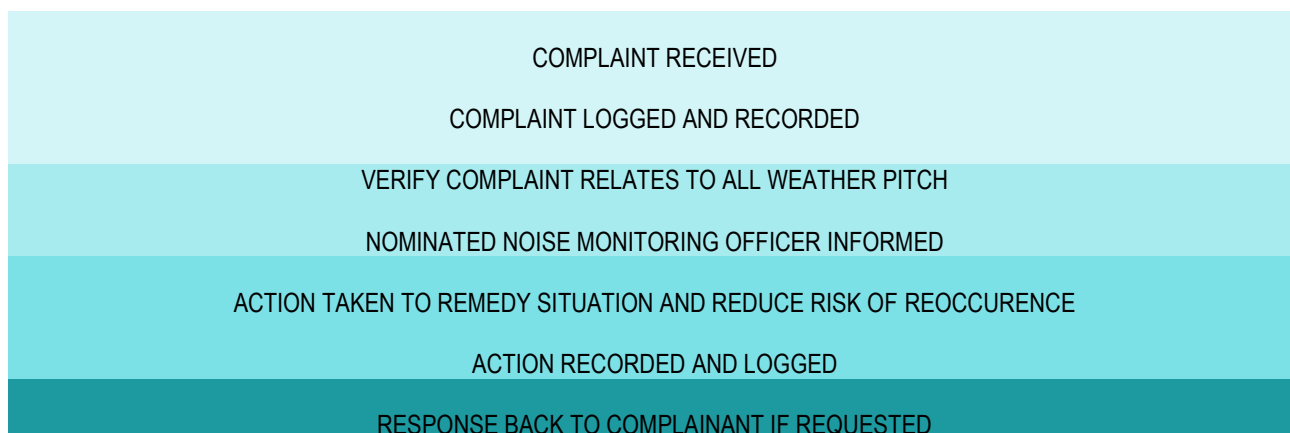 COMPLAINT RECEIVED
COMPLAINT LOGGED AND RECORDED
VERIFY COMPLAINT RELATES TO ALL WEATHER PITCH
NOMINATED NOISE MONITORING OFFICER INFORMED
ACTION TAKEN TO REMEDY SITUATION AND REDUCE RISK OF REOCCURENCE
ACTION RECORDED AND LOGGED
RESPONSE BACK TO COMPLAINANT IF REQUESTED